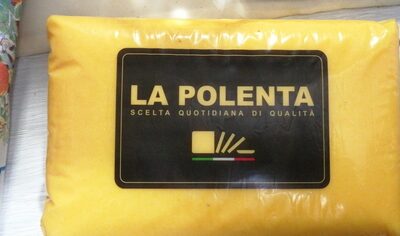 LA POLENTA
SCELTA QUOTIDIANA DI QUALITÀ